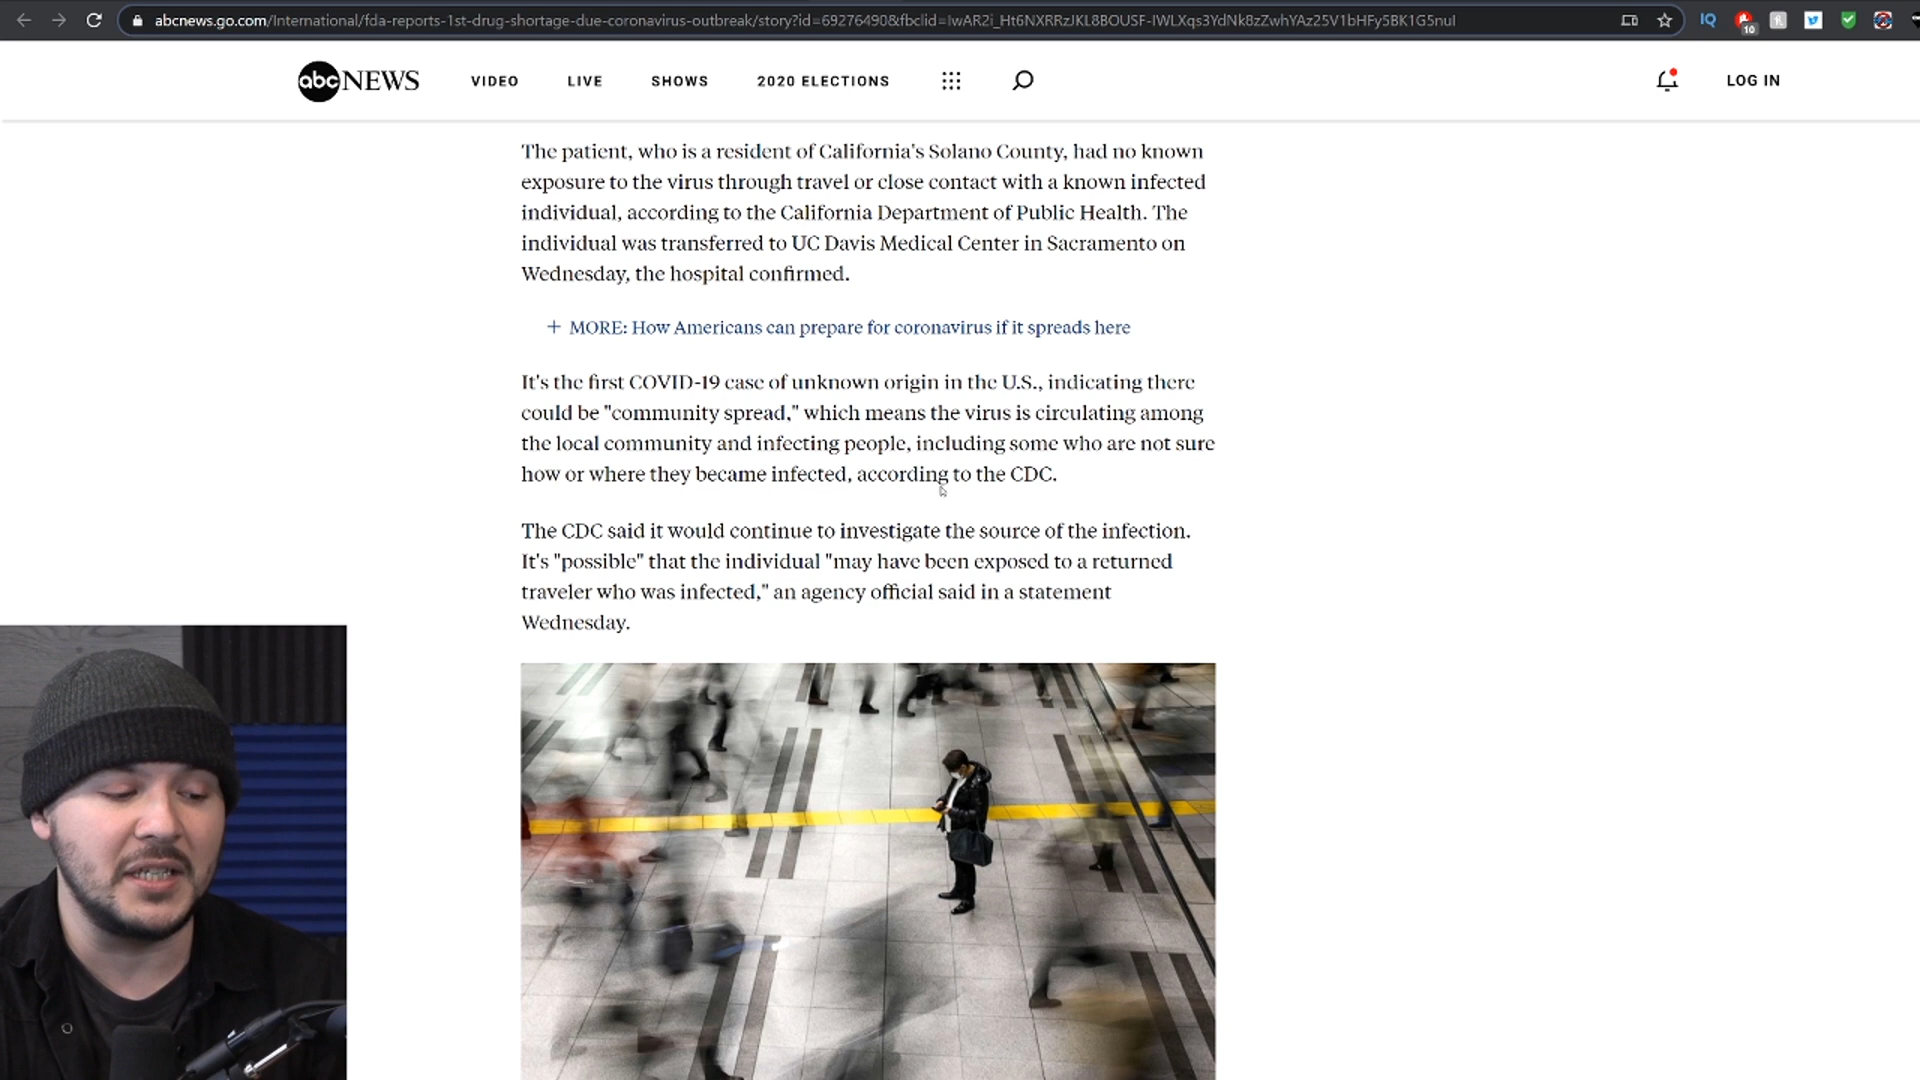 abcnews.go.com/International/fda-reports-1st-drug-shortage-due-coronavirus-outbreak/story?id=69276490&fbclid=IwAR2i_Ht6NXRRzJKL8BOUSF-IWLXqs3YdNk8zZwhYAz25V1bHFy5BK1G5nuI
IQ
10
abc NEWS VIDEO LIVE SHOWS 2020 ELECTIONS LOG IN
The patient, who is a resident of California's Solano County, had no known
exposure to the virus through travel or close contact with a known infected
individual, according to the California Department of Public Health. The
individual was transferred to UC Davis Medical Center in Sacramento on
Wednesday, the hospital confirmed.
+ MORE: How Americans can prepare for coronavirus if it spreads here
It's the first COVID-19 case of unknown origin in the U.S., indicating there
could be "community spread," which means the virus is circulating among
the local community and infecting people, including some who are not sure
how or where they became infected, according to the CDC.
The CDC said it would continue to investigate the source of the infection.
It's "possible" that the individual "may have been exposed to a returned
traveler who was infected," an agency official said in a statement
Wednesday.